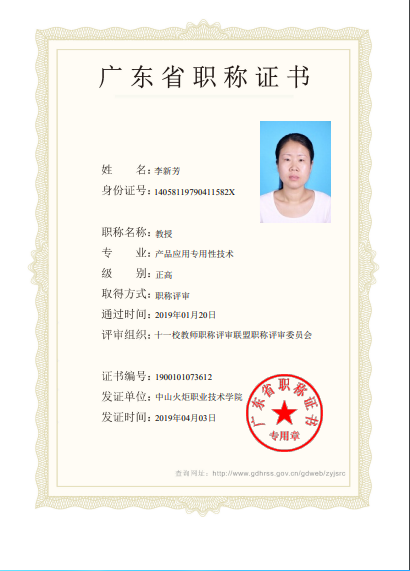 广东省职称证书
姓 名：李新芳
身份证号：14058119790411582X
职称名称：教授
专 业：产品应用专用性技术
级 别：正高
取得方式：职称评审
通过时间：2019年01月20日
评审组织：十一校教师职称评审联盟职称评审委员会
证书编号：1900101073612
发证单位：中山火炬职业技术学院
发证时间：2019年04月03日
广东省职称证书
专用章
查询网址：http://www.gdhrss.gov.cn/gdweb/zyjsrc